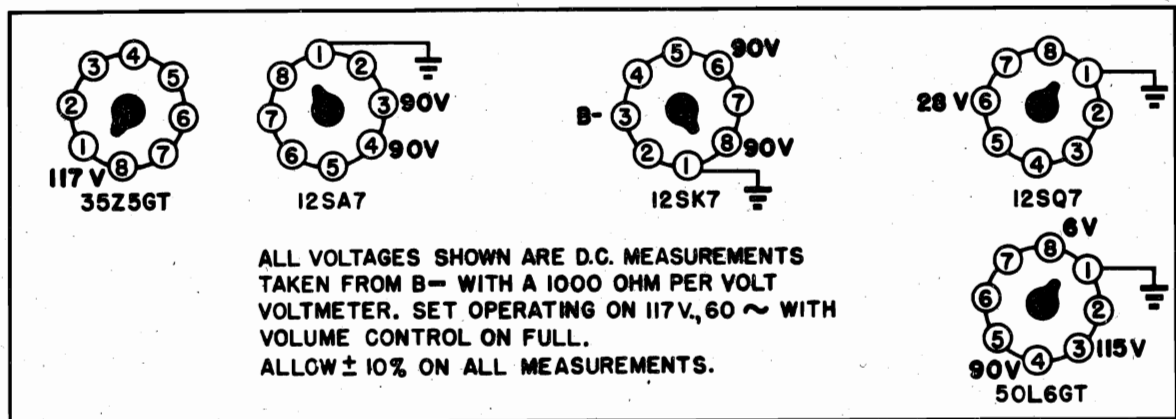 3 4 5
2 6
1 8 7
117 V
35Z5GT
1 2
8 3 90V
7 4 90V
6 5
12SA7
5 6 90V
4 7
B- 3 8 90V
2 1
12SK7
8 1
7 2
28 V 6 3
5 4
12SQ7
ALL VOLTAGES SHOWN ARE D.C. MEASUREMENTS
TAKEN FROM B- WITH A 1000 OHM PER VOLT
VOLTMETER. SET OPERATING ON 117 V., 60 ~ WITH
VOLUME CONTROL ON FULL.
ALLOW ± 10% ON ALL MEASUREMENTS.
6V
7 8 1
6 2
5 4 3 115 V
90V
50L6GT